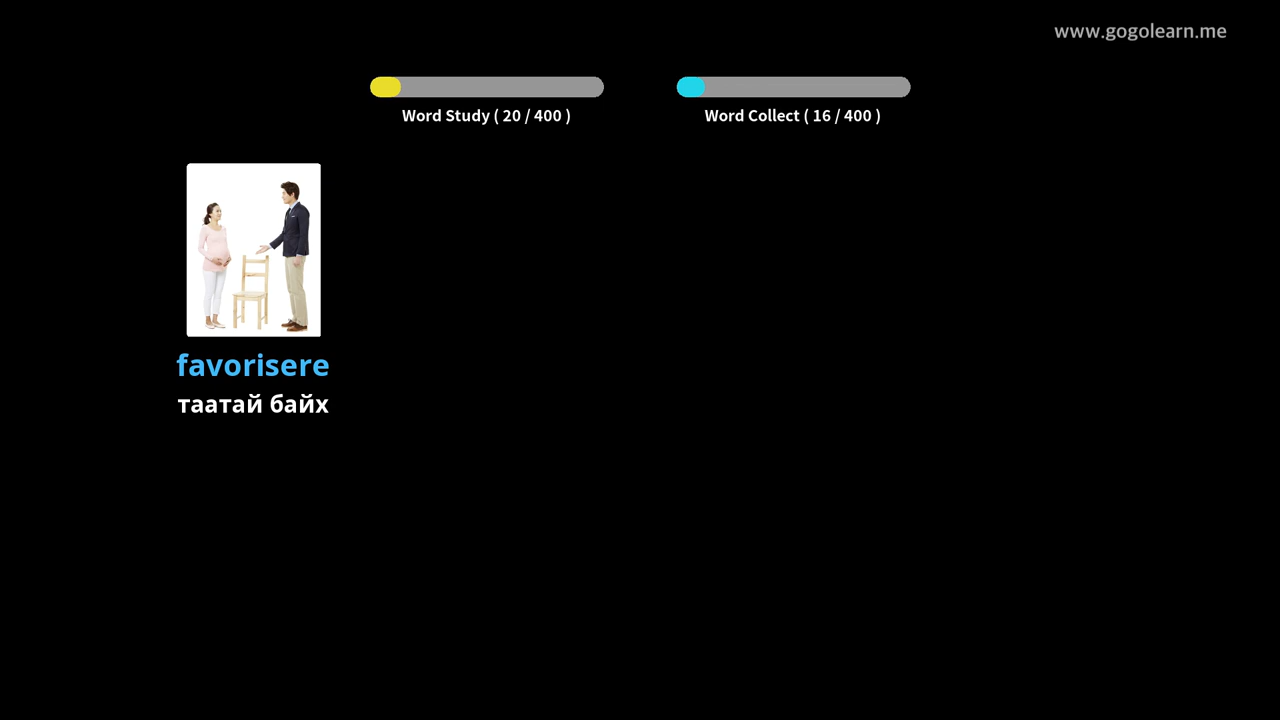 www.gogolearn.me
Word Study ( 20 / 400 )
Word Collect ( 16 / 400 )
favorisere
таатай байх